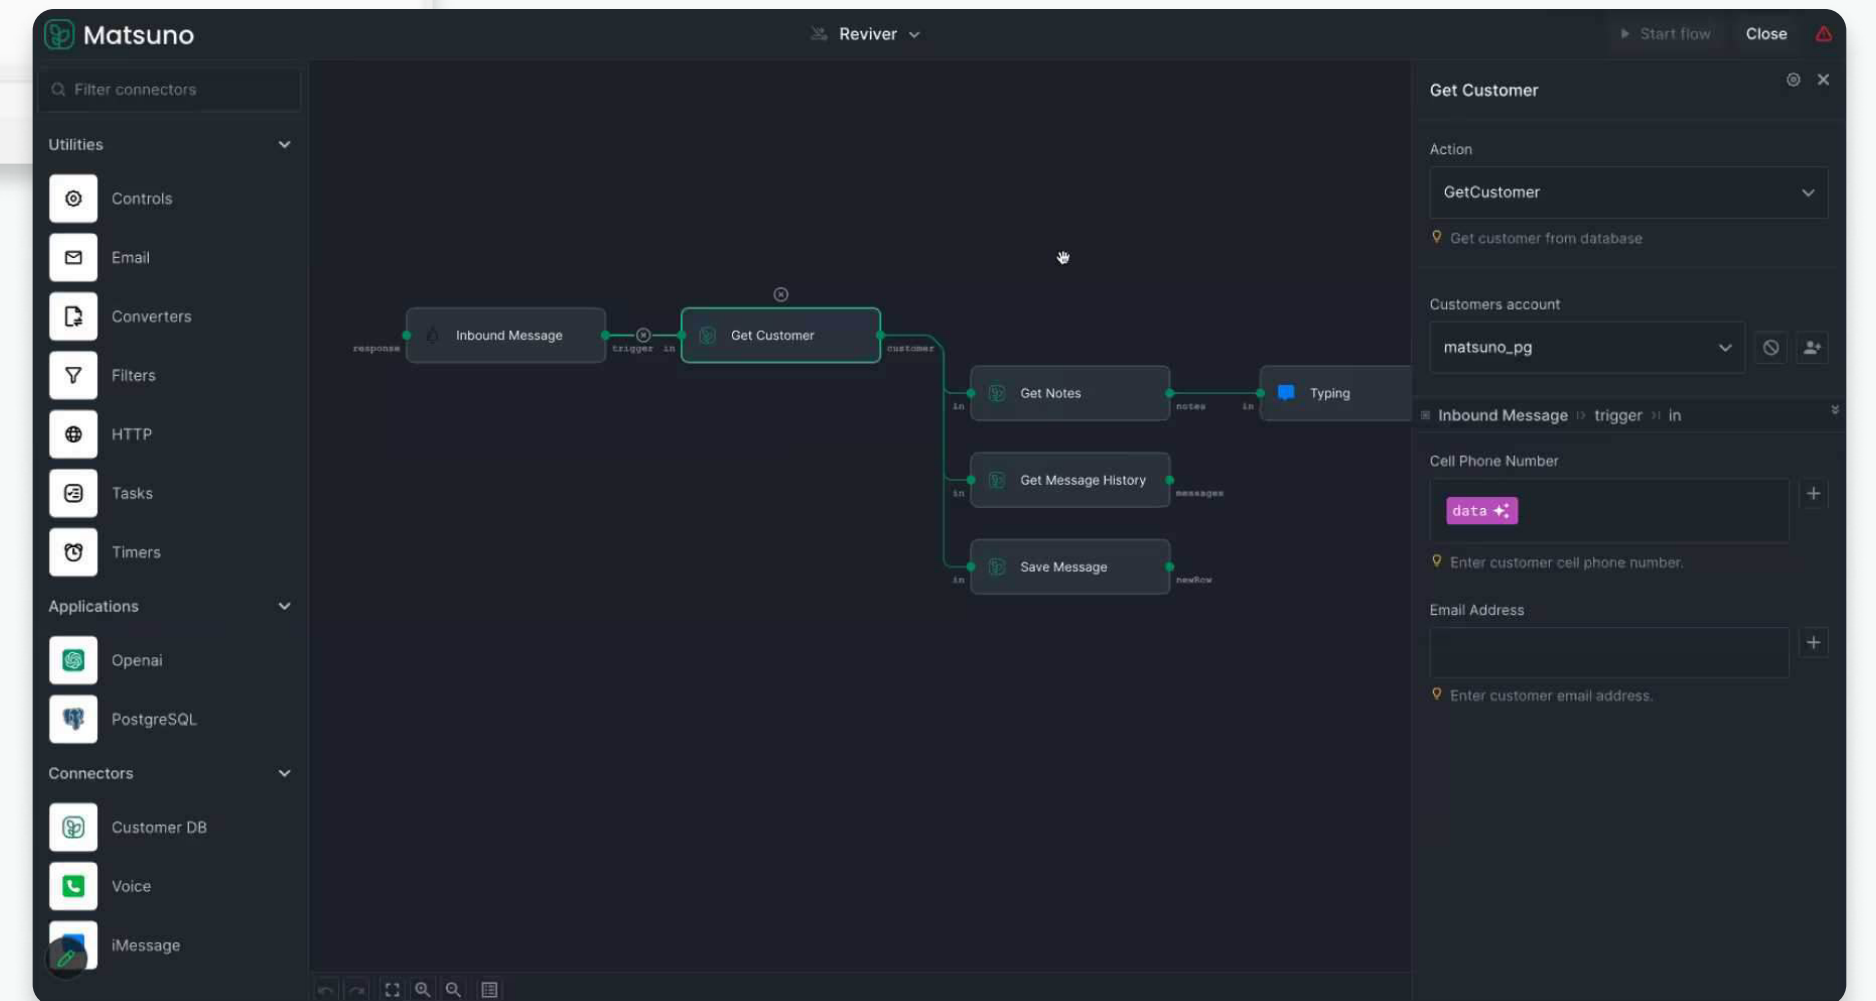 Matsuno
Reviver
Start flow
Close
Filter connectors
Utilities
Controls
Email
Converters
Filters
HTTP
Tasks
Timers
Applications
Openai
PostgreSQL
Connectors
Customer DB
Voice
iMessage
Inbound Message
response
trigger
in
Get Customer
customer
Get Notes
in
notes
in
Typing
Get Message History
in
messages
Save Message
in
newRow
Get Customer
Action
GetCustomer
Get customer from database
Customers account
matsuno_pg
Inbound Message trigger in
Cell Phone Number
data
Enter customer cell phone number.
Email Address
Enter customer email address.